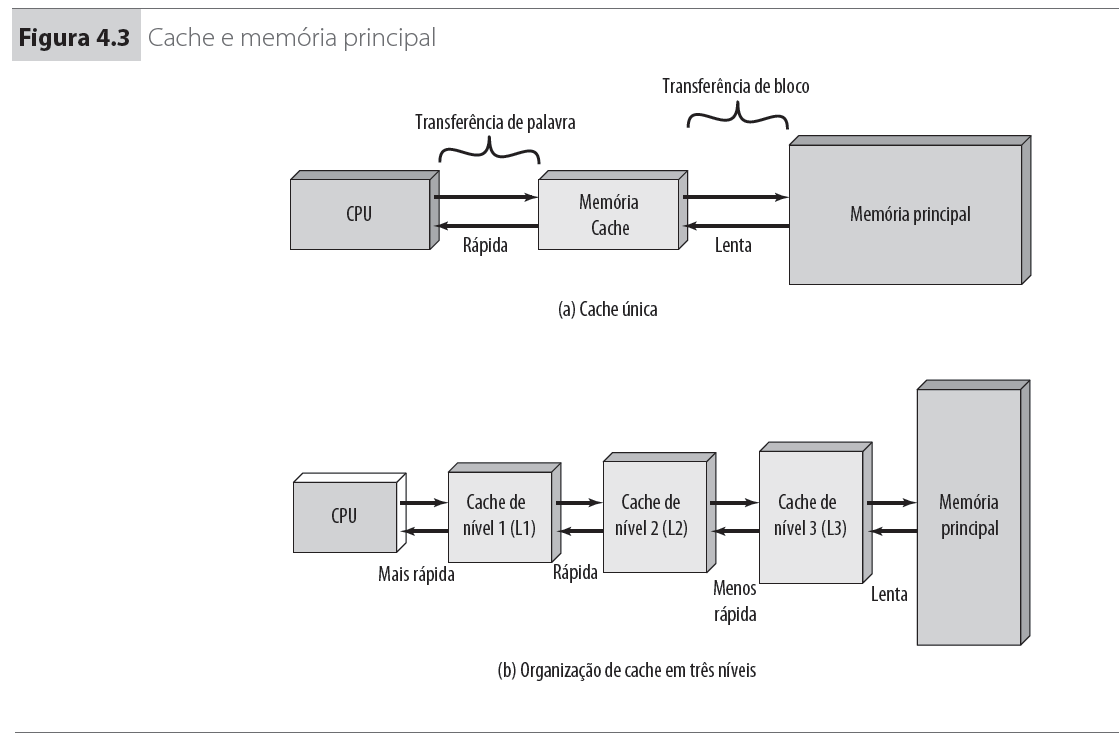 Figura 4.3 Cache e memória principal
Transferência de bloco
Transferência de palavra
CPU
Memória
Cache
Memória principal
Rápida
Lenta
(a) Cache única
CPU
Cache de
nível 1 (L1)
Cache de
nível 2 (L2)
Cache de
nível 3 (L3)
Memória
principal
Mais rápida
Rápida
Menos
rápida
Lenta
(b) Organização de cache em três níveis